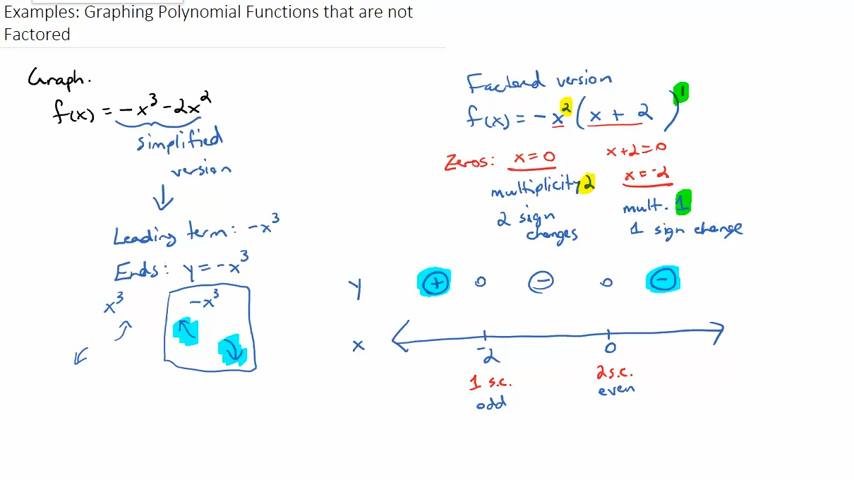 Examples: Graphing Polynomial Functions that are not
Factored
Graph.
f(x) = -x³ -2x²
simplified
version
Leading term: -x³
Ends: y = -x³
x³
-x³
Factored version
f(x) = -x² (x + 2)¹
Zeros: x = 0
x+2=0
x = -2
multiplicity 2
mult. 1
2 sign
changes
1 sign change
y + 0 - 0 -
x
-2 0
1 s.c. 2 s.c.
odd even